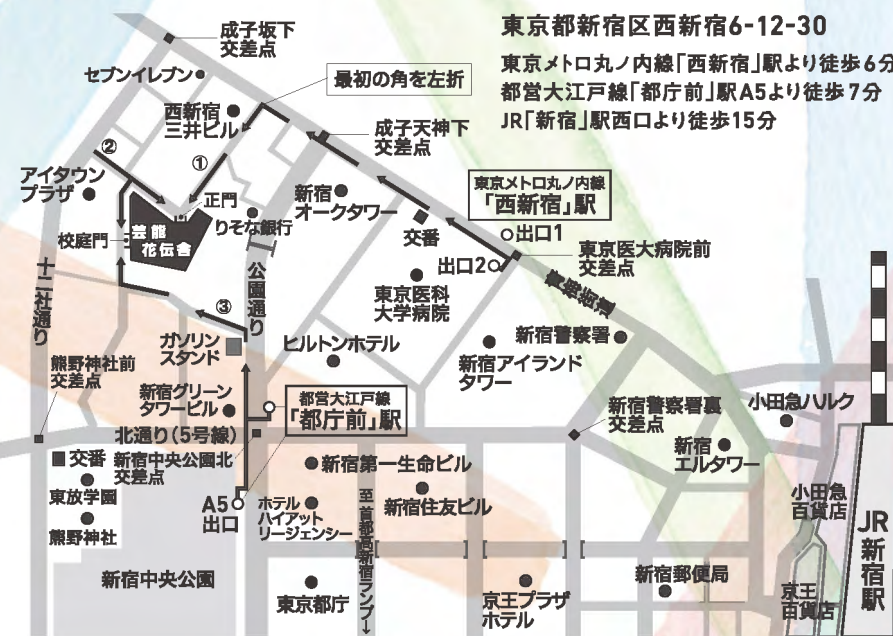 東京都新宿区西新宿6-12-30
東京メトロ丸ノ内線「西新宿」駅より徒歩6分
都営大江戸線「都庁前」駅A5より徒歩7分
JR「新宿」駅西口より徒歩15分
成子坂下
交差点
セブンイレブン
最初の角を左折
西新宿
三井ビル
成子天神下
交差点
②
①
アイタウン
プラザ
正門
新宿
オークタワー
東京メトロ丸ノ内線
「西新宿」駅
りそな銀行
校庭門
芸能
花伝舎
交番
出口1
出口2
東京医大病院前
交差点
十二社通り
公園通り
東京医科
大学病院
青梅街道
③
ガソリン
スタンド
ヒルトンホテル
新宿警察署
新宿アイランド
タワー
熊野神社前
交差点
新宿グリーン
タワービル
都営大江戸線
「都庁前」駅
新宿警察署裏
交差点
小田急ハルク
北通り(5号線)
新宿
エルタワー
交番
新宿中央公園北
交差点
新宿第一生命ビル
東放学園
A5
出口
ホテル
ハイアット
リージェンシー
至首都高新宿ランプ→
新宿住友ビル
小田急
百貨店
熊野神社
JR新宿駅
新宿中央公園
東京都庁
京王プラザ
ホテル
新宿郵便局
京王
百貨店